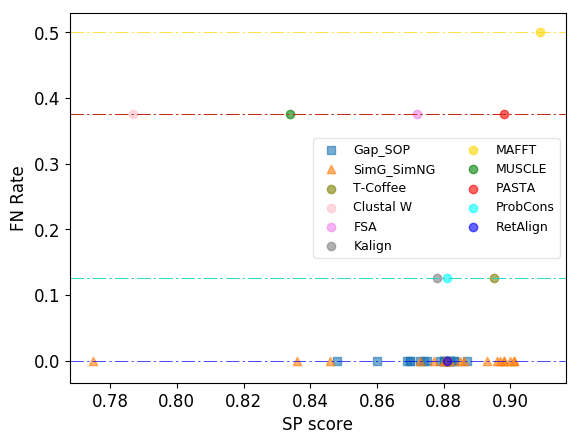 0.5
0.4
0.3
0.2
0.1
0.0
FN Rate
Gap_SOP
SimG_SimNG
T-Coffee
Clustal W
FSA
Kalign
MAFFT
MUSCLE
PASTA
ProbCons
RetAlign
0.78 0.80 0.82 0.84 0.86 0.88 0.90
SP score